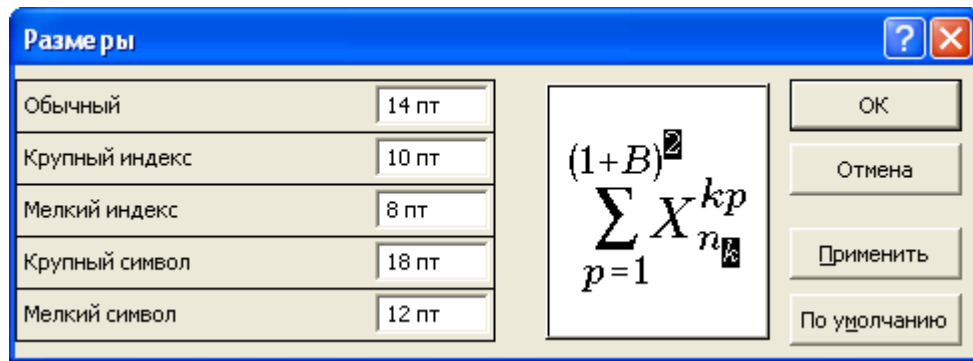 Размеры
Обычный 14 пт
Крупный индекс 10 пт
Мелкий индекс 8 пт
Крупный символ 18 пт
Мелкий символ 12 пт
(1+B)2
∑ X kp n k
p=1
OK
Отмена
Применить
По умолчанию